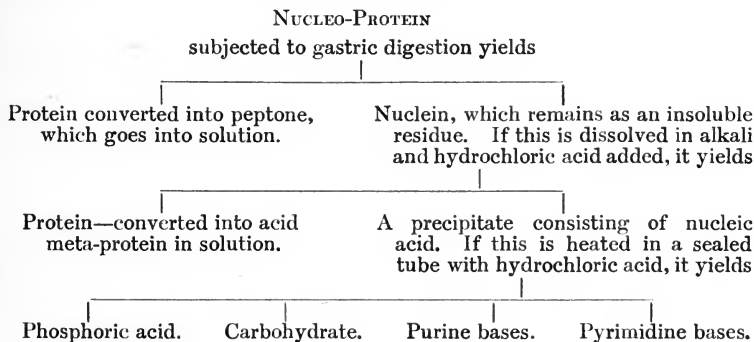 NUCLEO-PROTEIN
subjected to gastric digestion yields
Protein converted into peptone,
which goes into solution.
Nuclein, which remains as an insoluble
residue. If this is dissolved in alkali
and hydrochloric acid added, it yields
Protein—converted into acid
meta-protein in solution.
A precipitate consisting of nucleic
acid. If this is heated in a sealed
tube with hydrochloric acid, it yields
Phosphoric acid. Carbohydrate. Purine bases. Pyrimidine bases.